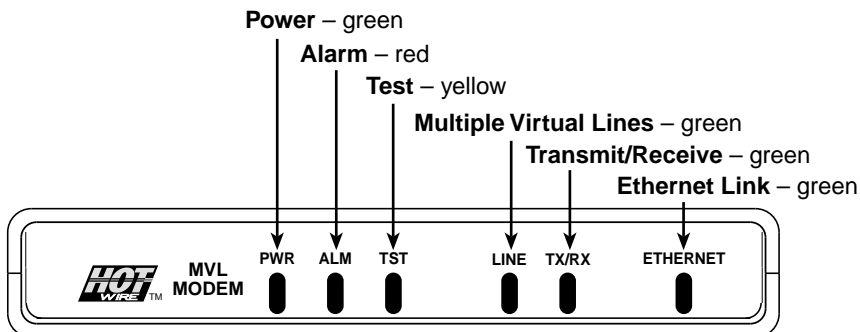 Power – green
Alarm – red
Test – yellow
Multiple Virtual Lines – green
Transmit/Receive – green
Ethernet Link – green
HOT WIRE TM
MVL MODEM
PWR ALM TST LINE TX/RX ETHERNET